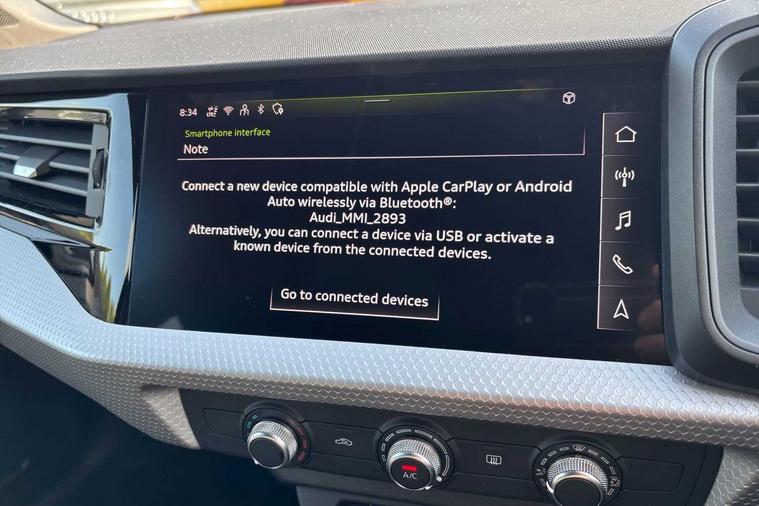 8:34
LTE
Smartphone interface
Note
Connect a new device compatible with Apple CarPlay or Android
Auto wirelessly via Bluetooth®:
Audi_MMI_2893
Alternatively, you can connect a device via USB or activate a
known device from the connected devices.
Go to connected devices
A/C